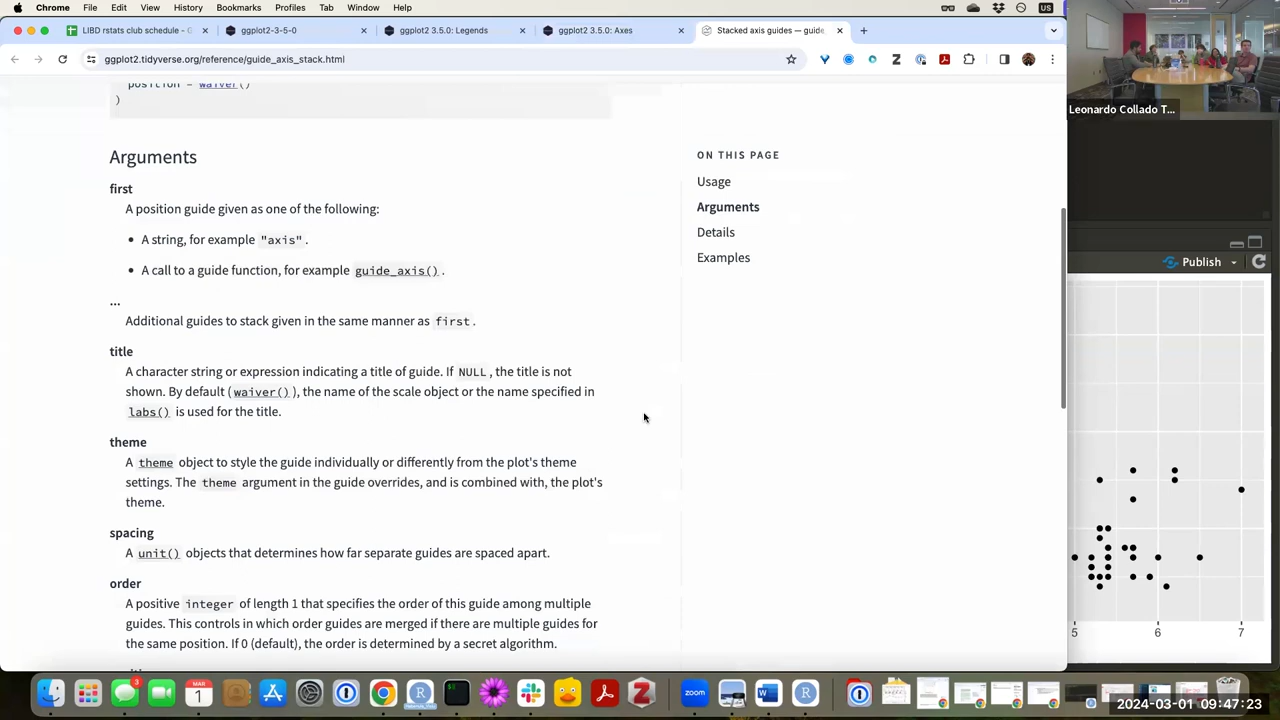 Chrome File Edit View History Bookmarks Profiles Tab Window Help US
LIBD rstats club schedule - G
ggplot2-3-5-0
ggplot2 3.5.0: Legends
ggplot2 3.5.0: Axes
Stacked axis guides — guide
ggplot2.tidyverse.org/reference/guide_axis_stack.html
Leonardo Collado T...
position = waiver()
)
Arguments
first
A position guide given as one of the following:
• A string, for example "axis".
• A call to a guide function, for example guide_axis().
...
Additional guides to stack given in the same manner as first.
title
A character string or expression indicating a title of guide. If NULL, the title is not
shown. By default (waiver()), the name of the scale object or the name specified in
labs() is used for the title.
theme
A theme object to style the guide individually or differently from the plot's theme
settings. The theme argument in the guide overrides, and is combined with, the plot's
theme.
spacing
A unit() objects that determines how far separate guides are spaced apart.
order
A positive integer of length 1 that specifies the order of this guide among multiple
guides. This controls in which order guides are merged if there are multiple guides for
the same position. If 0 (default), the order is determined by a secret algorithm.
ON THIS PAGE
Usage
Arguments
Details
Examples
Publish
5 6 7
MAR
1
3
zoom
2024-03-01 09:47:23